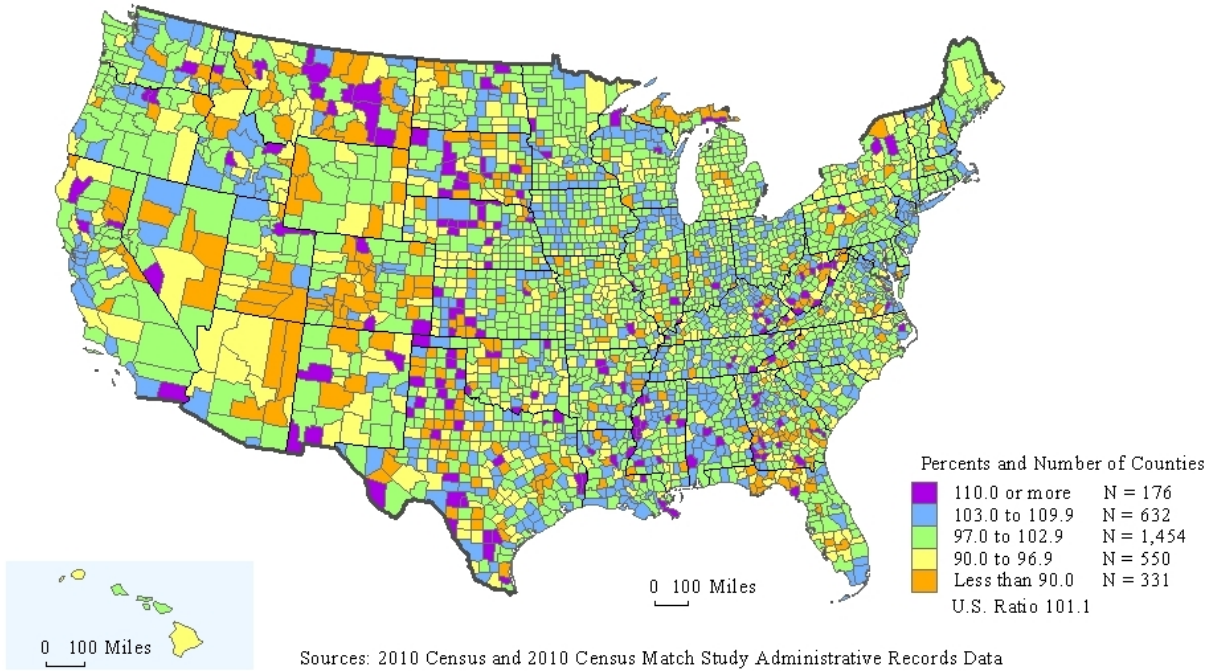 Percents and Number of Counties
110.0 or more N = 176
103.0 to 109.9 N = 632
97.0 to 102.9 N = 1,454
90.0 to 96.9 N = 550
Less than 90.0 N = 331
U.S. Ratio 101.1
0 100 Miles
0 100 Miles
Sources: 2010 Census and 2010 Census Match Study Administrative Records Data